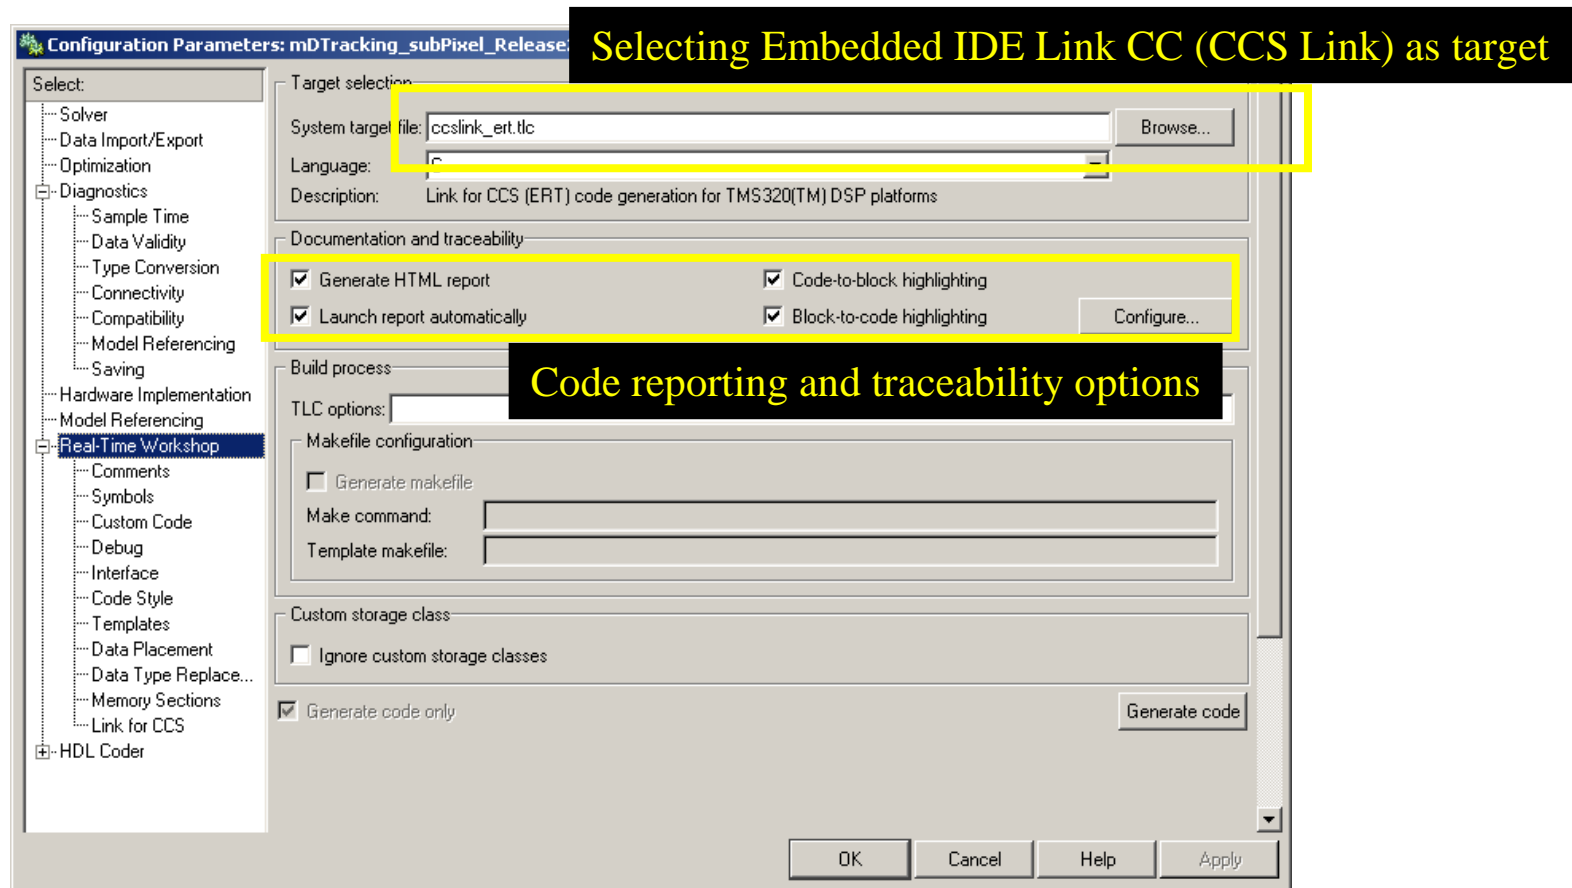 Configuration Parameters: mDTracking_subPixel_Release
Selecting Embedded IDE Link CC (CCS Link) as target
Select:
Solver
Data Import/Export
Optimization
Diagnostics
Sample Time
Data Validity
Type Conversion
Connectivity
Compatibility
Model Referencing
Saving
Hardware Implementation
Model Referencing
Real-Time Workshop
Comments
Symbols
Custom Code
Debug
Interface
Code Style
Templates
Data Placement
Data Type Replace...
Memory Sections
Link for CCS
HDL Coder
Target selection
System target file: ccslink_ert.tlc Browse...
Language:
Description: Link for CCS (ERT) code generation for TMS320(TM) DSP platforms
Documentation and traceability
Generate HTML report Code-to-block highlighting
Launch report automatically Block-to-code highlighting Configure...
Code reporting and traceability options
Build process
TLC options:
Makefile configuration
Generate makefile
Make command:
Template makefile:
Custom storage class
Ignore custom storage classes
Generate code only Generate code
OK Cancel Help Apply